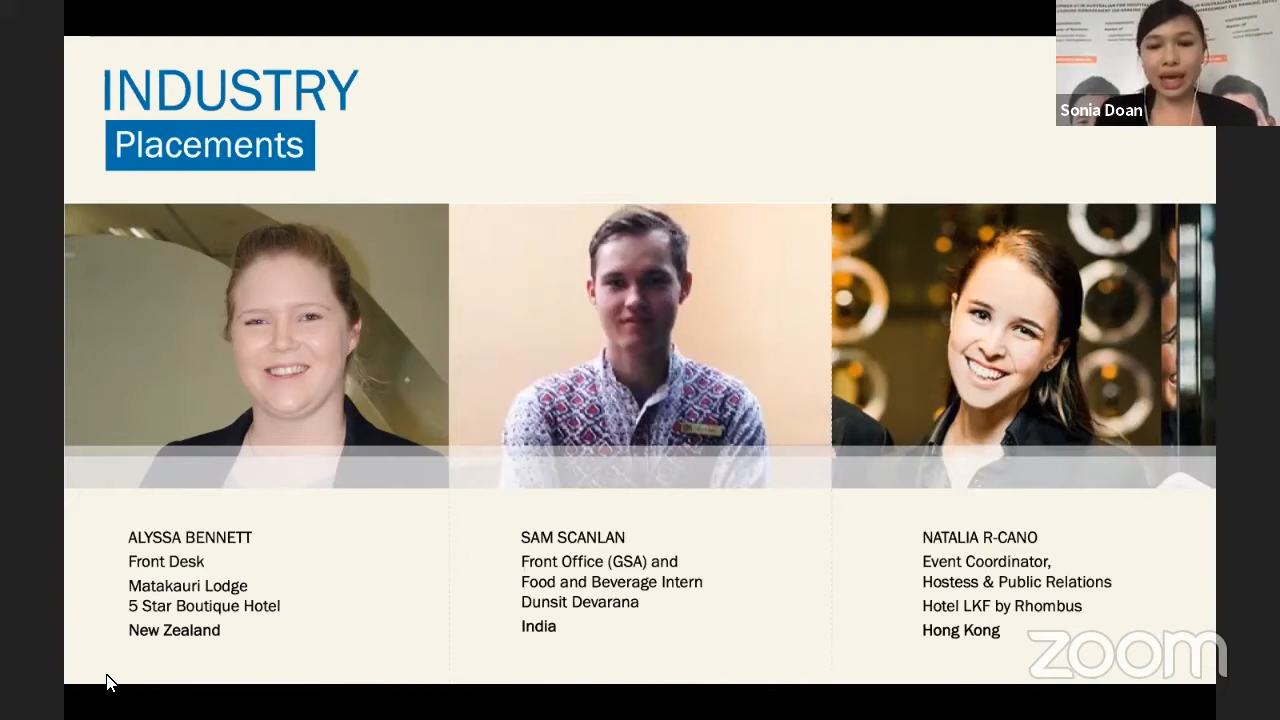 INDUSTRY
Placements
Sonia Doan
ALYSSA BENNETT
Front Desk
Matakauri Lodge
5 Star Boutique Hotel
New Zealand
SAM SCANLAN
Front Office (GSA) and
Food and Beverage Intern
Dunsit Devarana
India
NATALIA R-CANO
Event Coordinator,
Hostess & Public Relations
Hotel LKF by Rhombus
Hong Kong
zoom